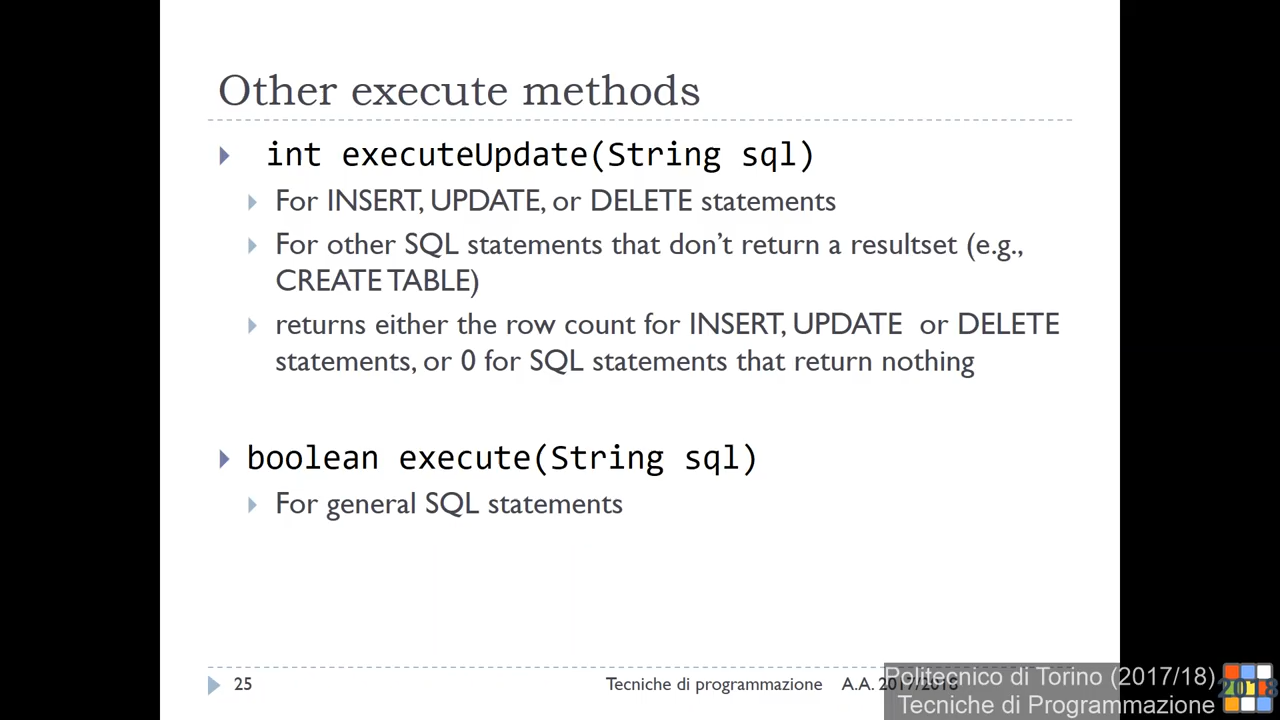 Other execute methods
int executeUpdate(String sql)
For INSERT, UPDATE, or DELETE statements
For other SQL statements that don't return a resultset (e.g.,
CREATE TABLE)
returns either the row count for INSERT, UPDATE or DELETE
statements, or 0 for SQL statements that return nothing
boolean execute(String sql)
For general SQL statements
25
Tecniche di programmazione A.A. 2017/2018
Politecnico di Torino (2017/18)
Tecniche di Programmazione
2018